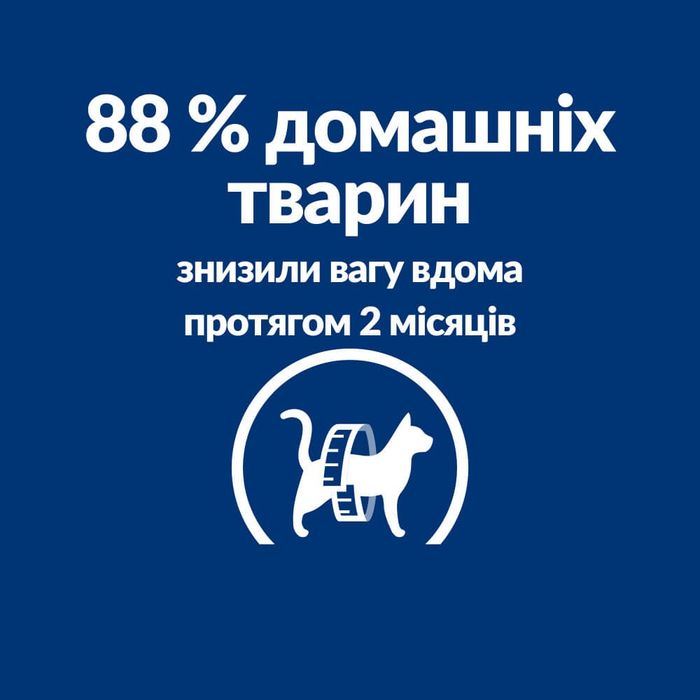 88 % домашніх
тварин
знизили вагу вдома
протягом 2 місяців